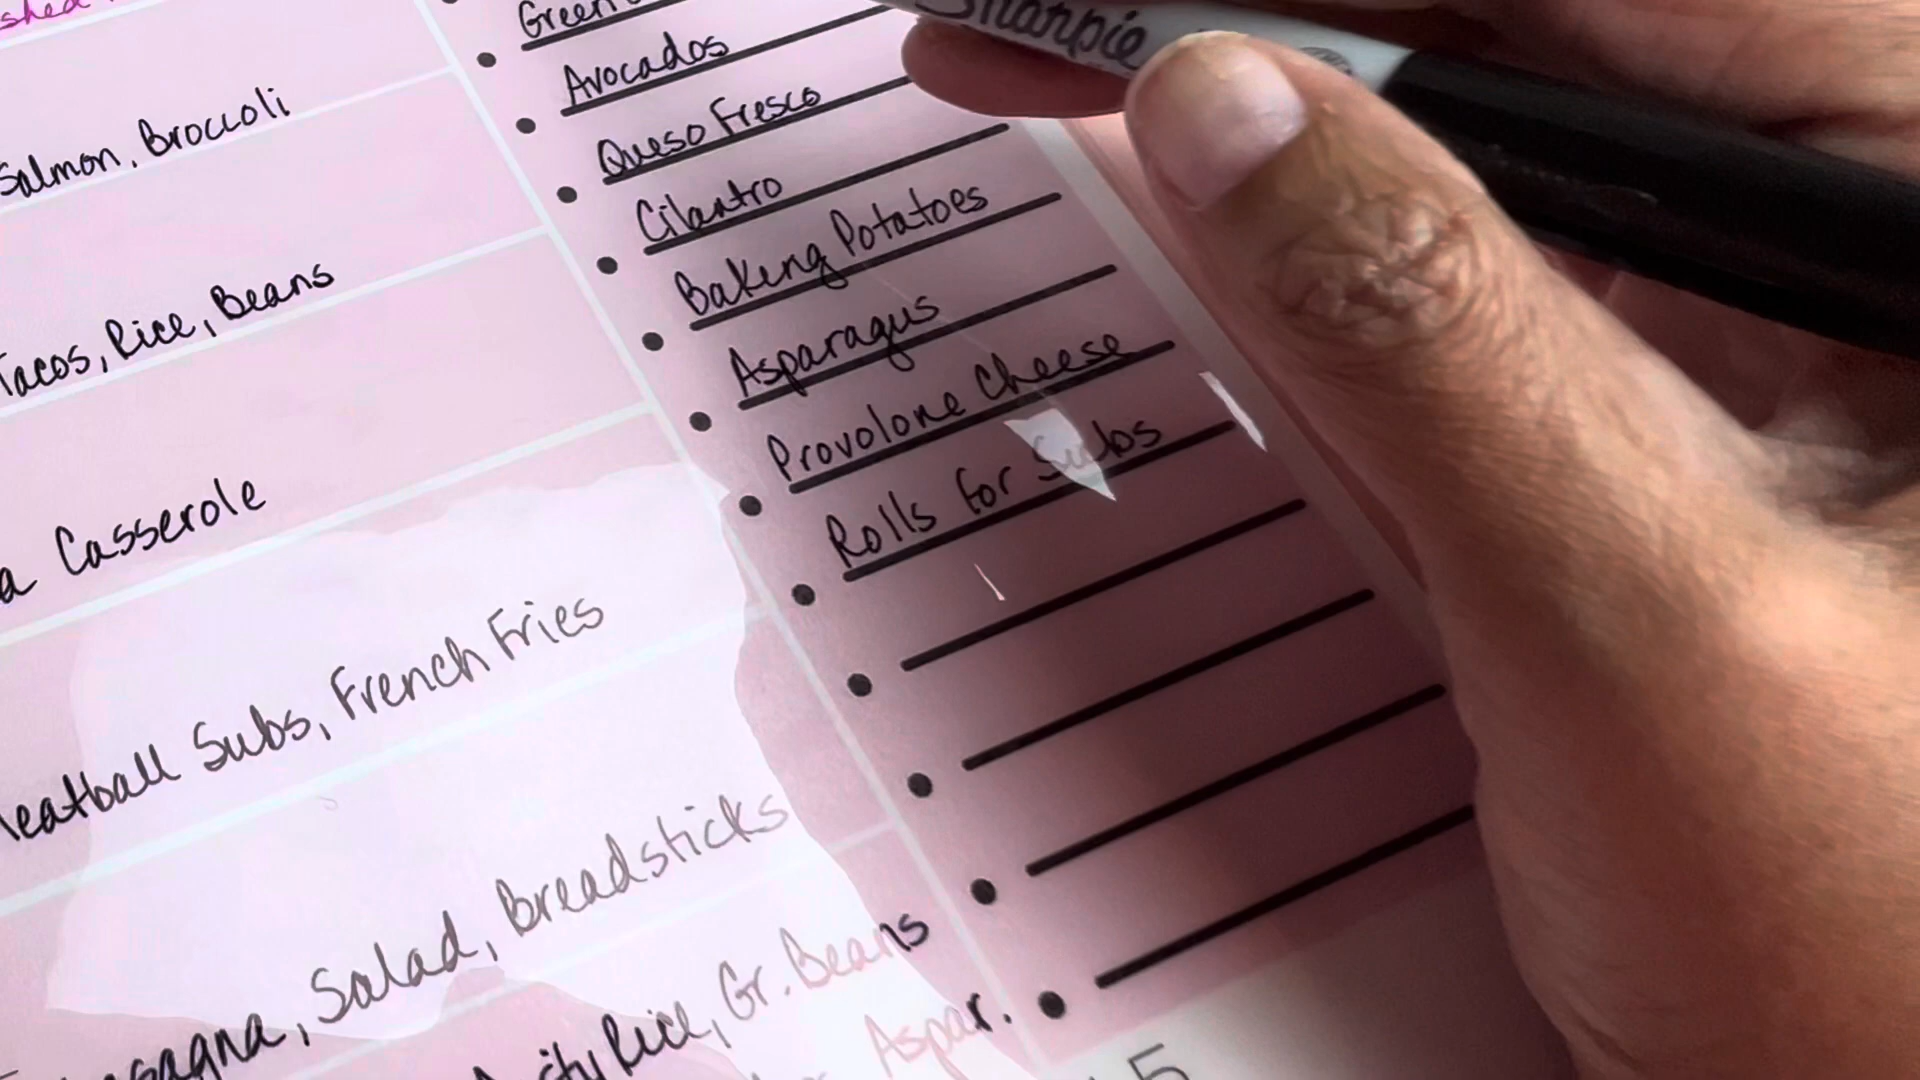 Salmon, Broccoli
Tacos, Rice, Beans
Casserole
Meatball Subs, French Fries
Lasagna, Salad, Breadsticks
Rice, Gr. Beans
Aspar.
Green
Avocados
Queso Fresco
Cilantro
Baking Potatoes
Asparagus
Provolone Cheese
Rolls for Subs
Sharpie